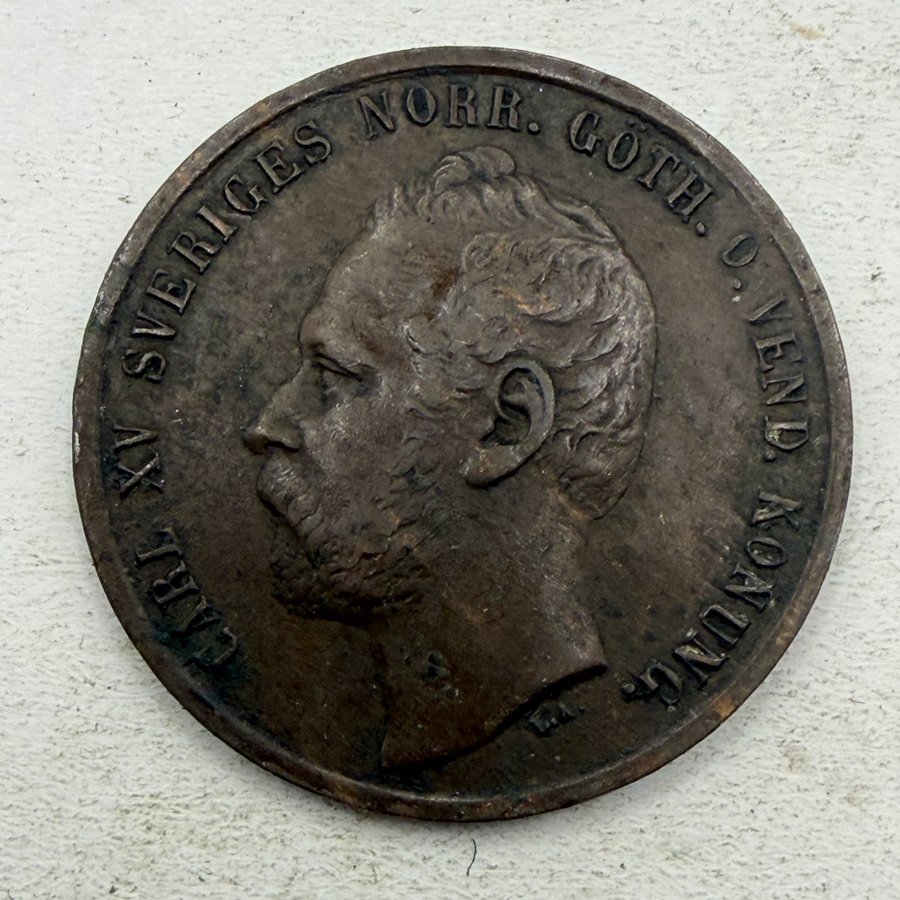 CARL XV SVERIGES NORR. GÖTH. O. VEND. KONUNG.
L.A.